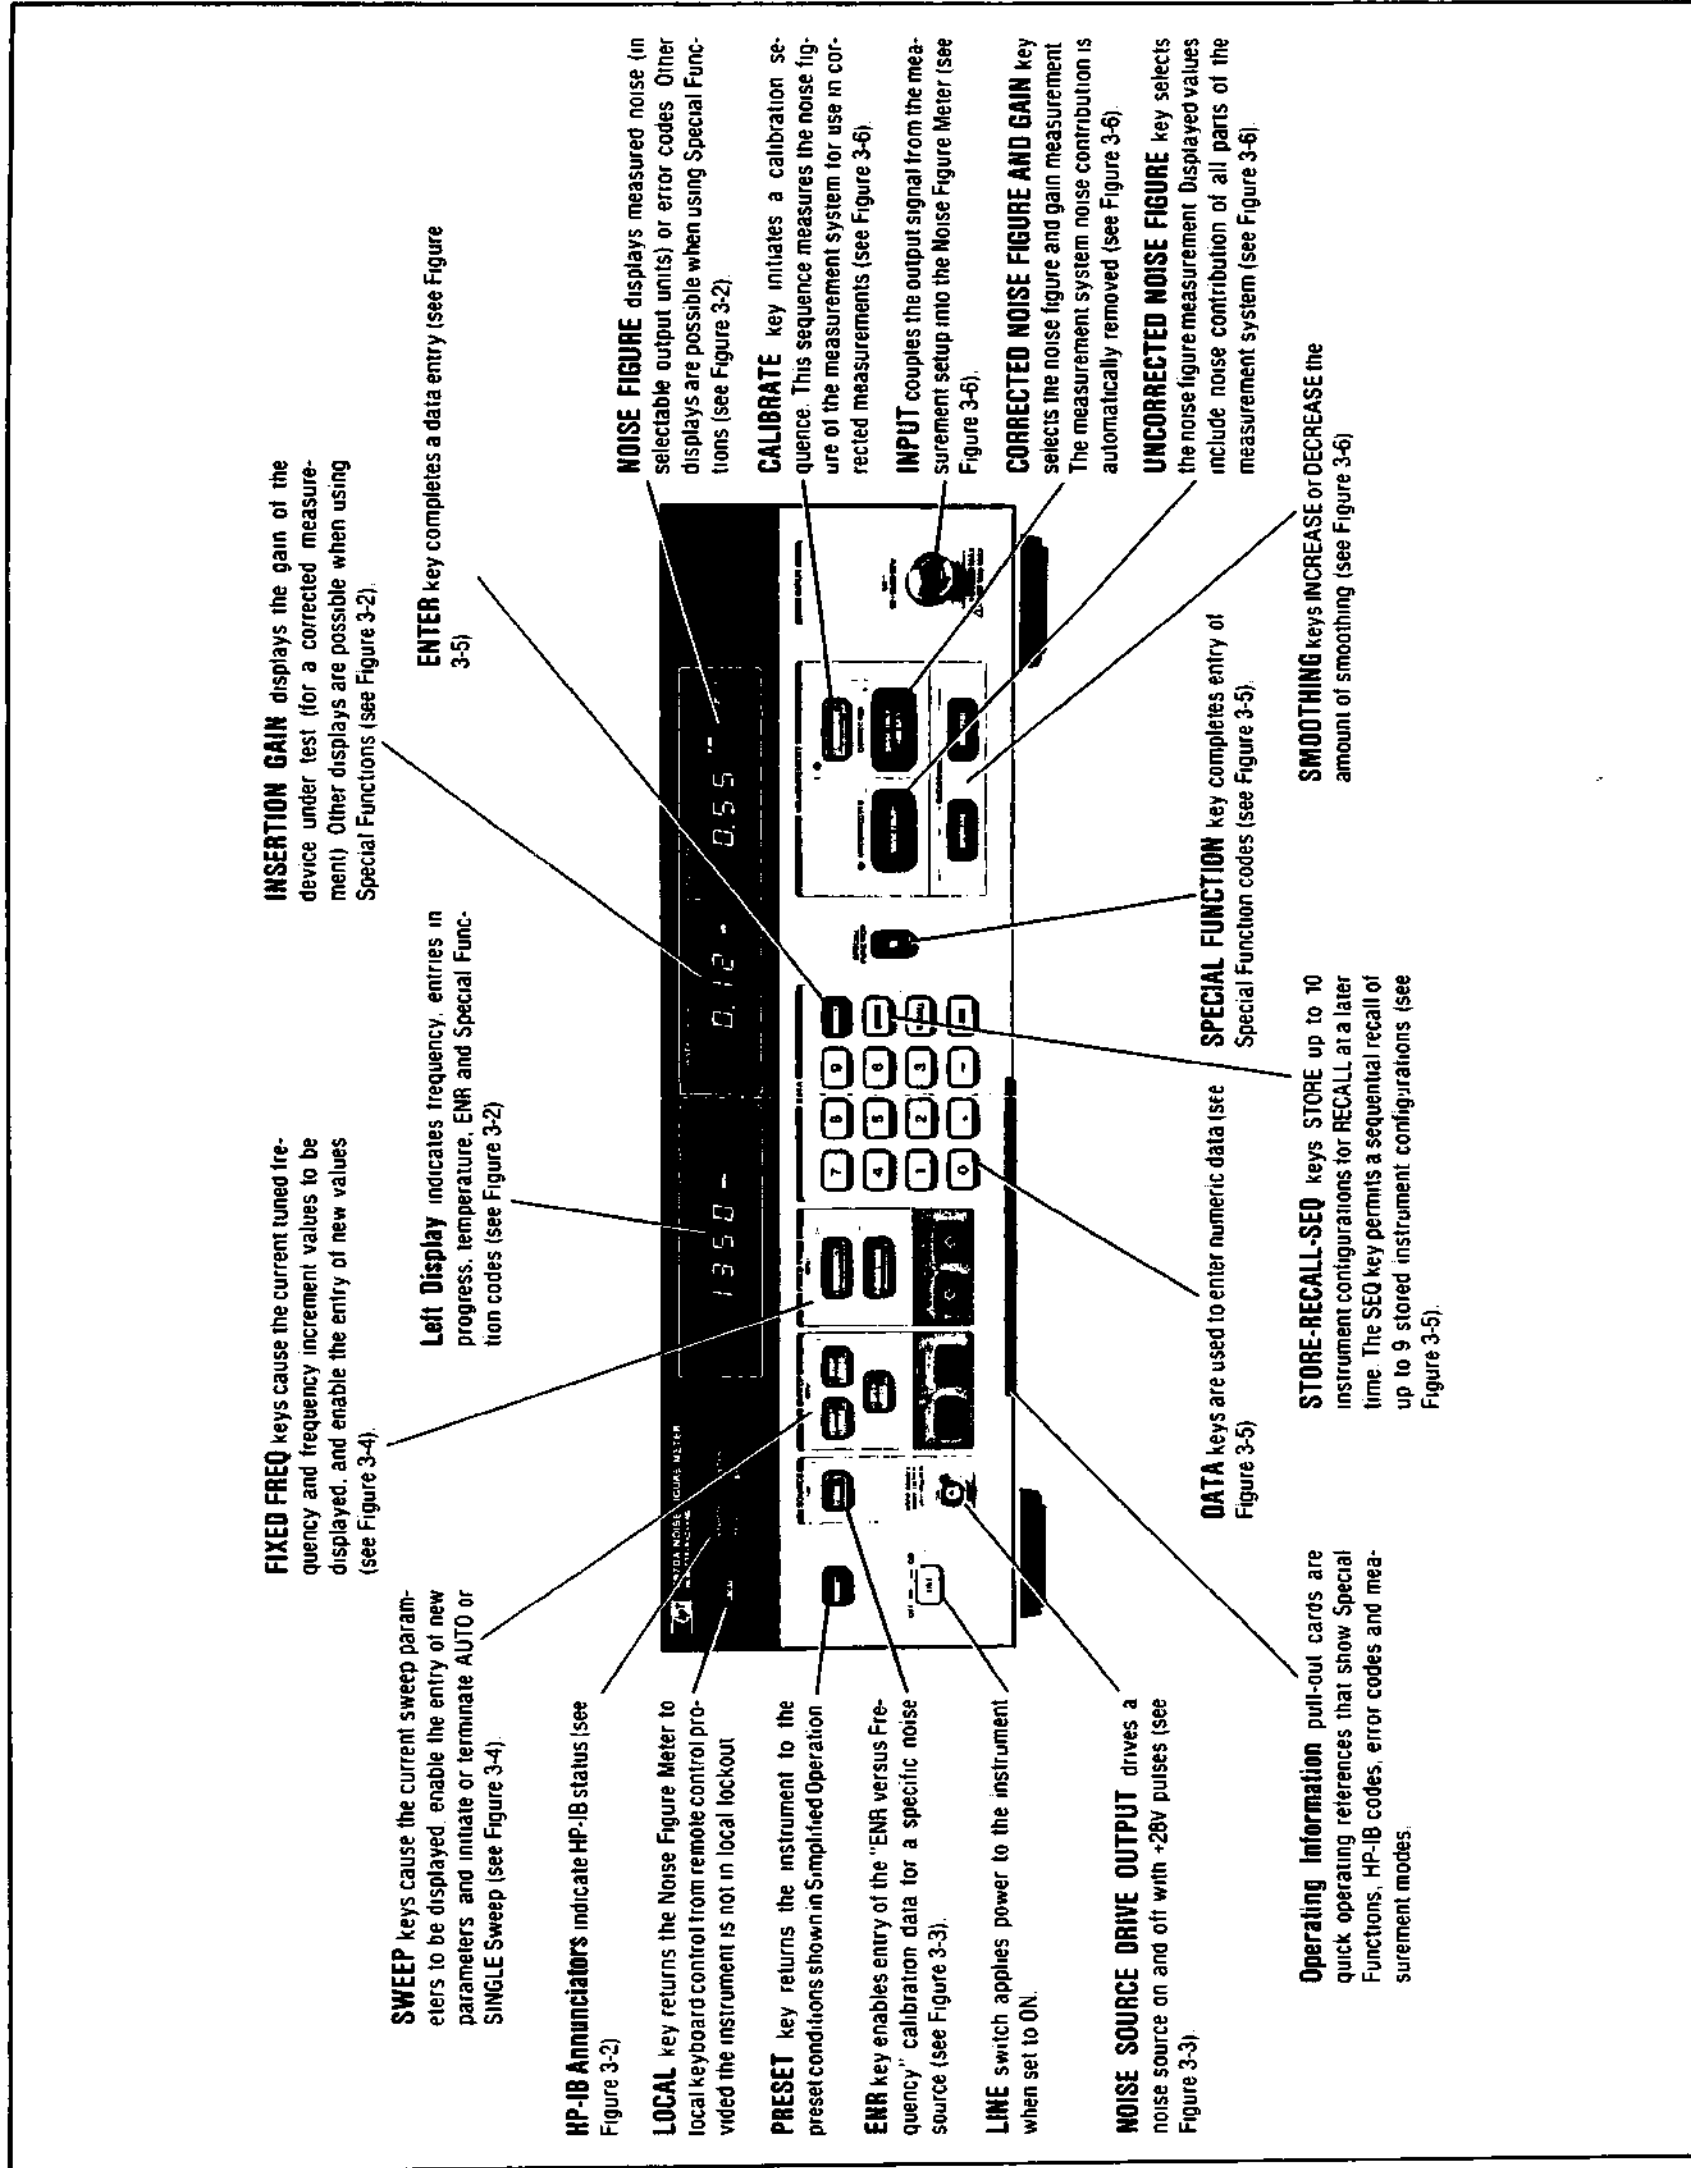 FIXED FREQ keys cause the current tuned fre-
quency and frequency increment values to be
displayed, and enable the entry of new values
(see Figure 3-4).
INSERTION GAIN displays the gain of the
device under test (for a corrected measure-
ment) Other displays are possible when using
Special Functions (see Figure 3-2).
SWEEP keys cause the current sweep param-
eters to be displayed, enable the entry of new
parameters and initiate or terminate AUTO or
SINGLE Sweep (see Figure 3-4).
Left Display indicates frequency, entries in
progress, temperature, ENR and Special Func-
tion codes (see Figure 3-2)
ENTER key completes a data entry (see Figure
3-5)
HP-IB Annunciators indicate HP-IB status (see
Figure 3-2)
LOCAL key returns the Noise Figure Meter to
local keyboard control from remote control pro-
vided the instrument is not in local lockout
PRESET key returns the instrument to the
preset conditions shown in Simplified Operation
ENR key enables entry of the "ENR versus Fre-
quency" calibration data for a specific noise
source (see Figure 3-3).
LINE switch applies power to the instrument
when set to ON.
NOISE SOURCE DRIVE OUTPUT drives a
noise source on and off with +28V pulses (see
Figure 3-3).
NOISE FIGURE METER
1350
0.12
0.55
7 8 9
4 5 6
1 2 3
0 . -
SPECIAL
FUNCTION
OFF ON
LINE
NOISE FIGURE displays measured noise (in
selectable output units) or error codes Other
displays are possible when using Special Func-
tions (see Figure 3-2).
CALIBRATE key initiates a calibration se-
quence. This sequence measures the noise fig-
ure of the measurement system for use in cor-
rected measurements (see Figure 3-6).
INPUT couples the output signal from the mea-
surement setup into the Noise Figure Meter (see
Figure 3-6).
CORRECTED NOISE FIGURE AND GAIN key
selects the noise figure and gain measurement
The measurement system noise contribution is
automatically removed (see Figure 3-6).
UNCORRECTED NOISE FIGURE key selects
the noise figure measurement Displayed values
include noise contribution of all parts of the
measurement system (see Figure 3-6).
Operating Information pull-out cards are
quick operating references that show Special
Functions, HP-IB codes, error codes and mea-
surement modes.
DATA keys are used to enter numeric data (see
Figure 3-5)
STORE-RECALL-SEQ keys STORE up to 10
instrument configurations for RECALL at a later
time. The SEQ key permits a sequential recall of
up to 9 stored instrument configurations (see
Figure 3-5).
SPECIAL FUNCTION key completes entry of
Special Function codes (see Figure 3-5).
SMOOTHING keys INCREASE or DECREASE the
amount of smoothing (see Figure 3-6)